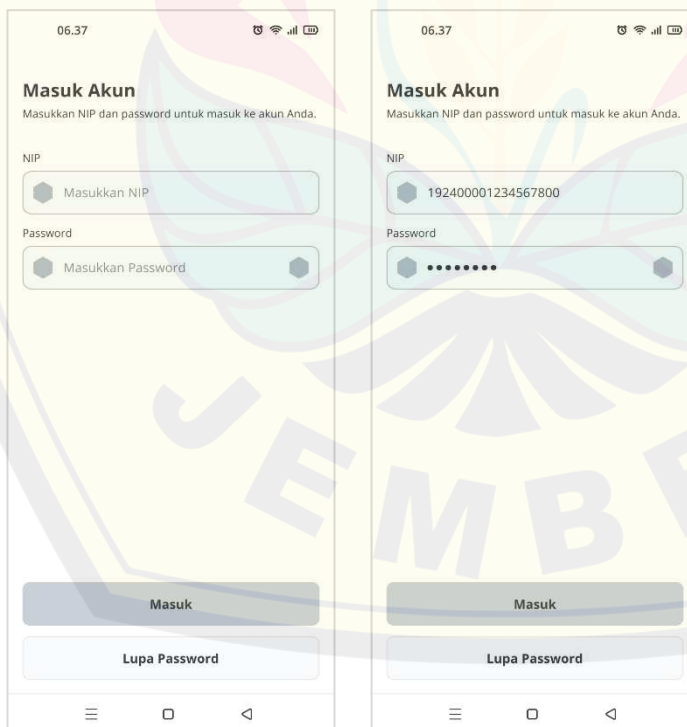 06.37
Masuk Akun
Masukkan NIP dan password untuk masuk ke akun Anda.
NIP
Masukkan NIP
Password
Masukkan Password
Masuk
Lupa Password
06.37
Masuk Akun
Masukkan NIP dan password untuk masuk ke akun Anda.
NIP
192400001234567800
Password
Masuk
Lupa Password
JEMBE